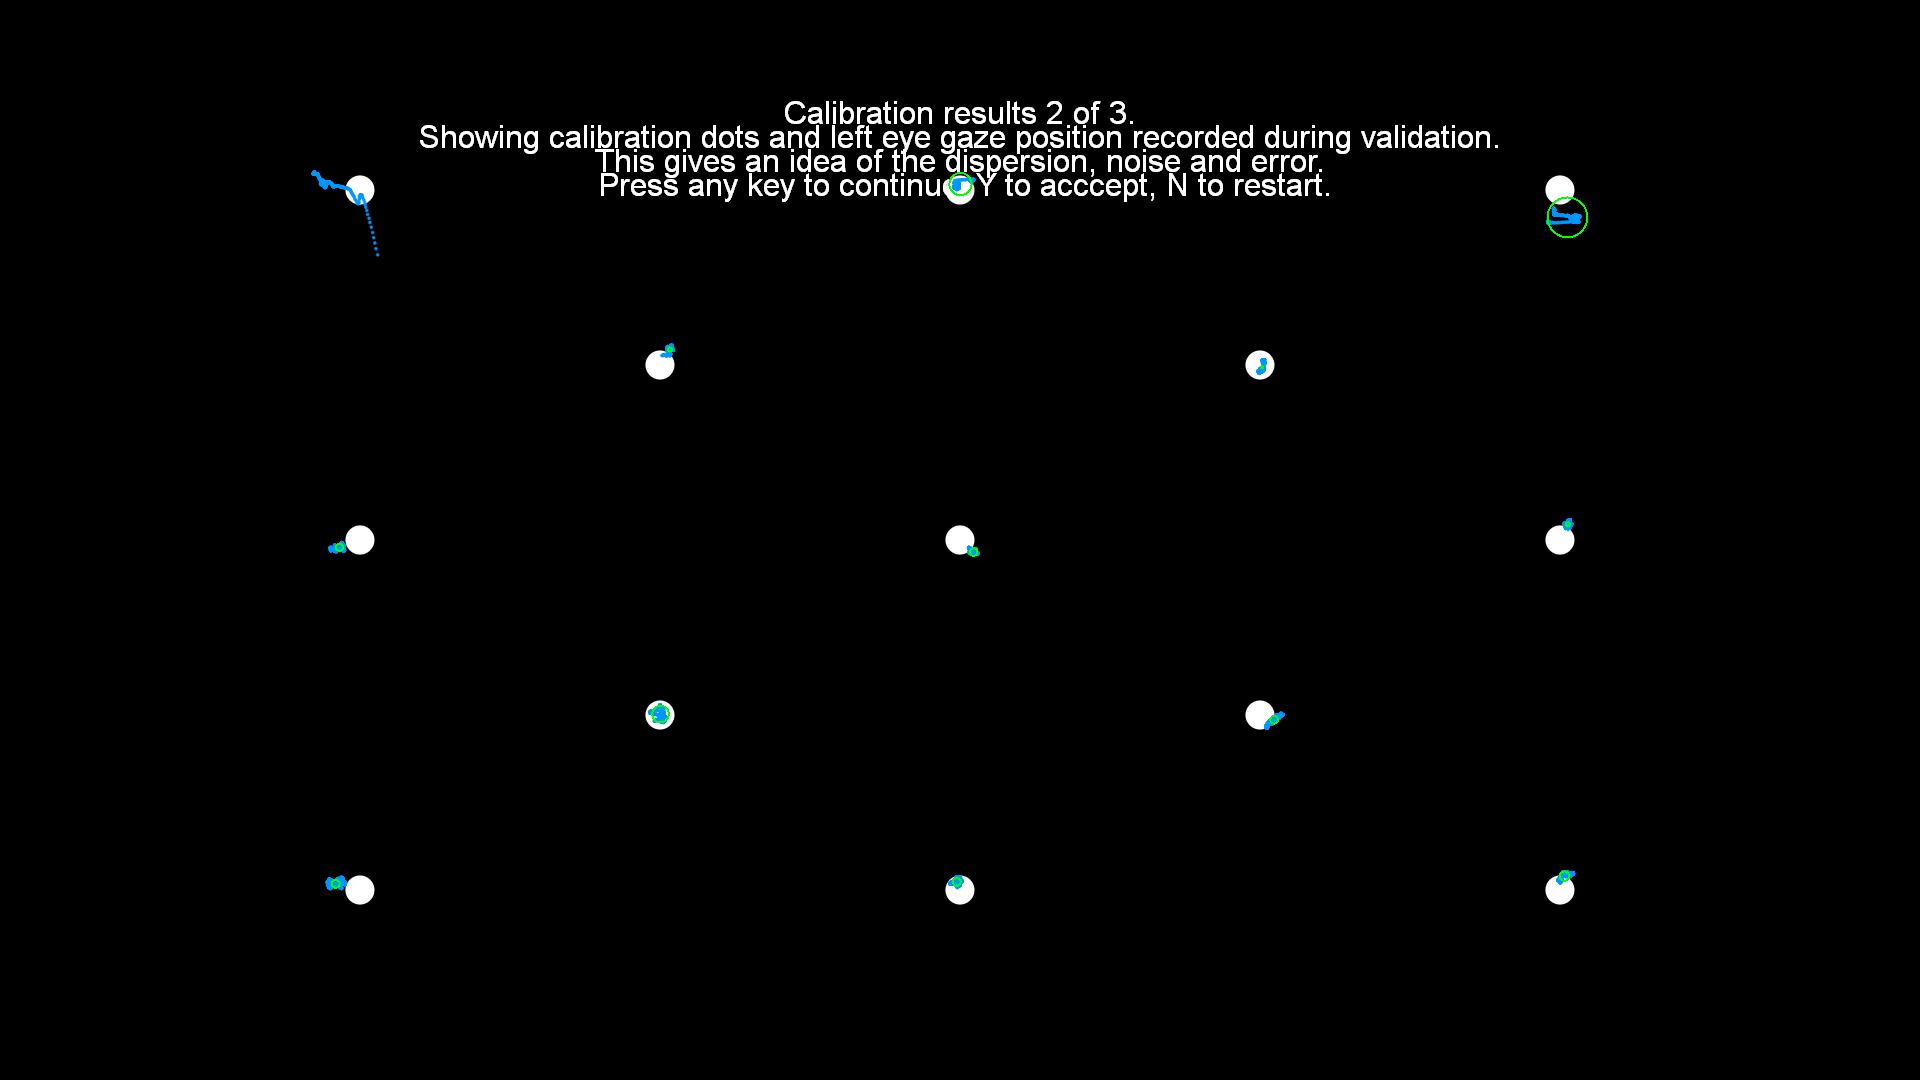 Calibration results 2 of 3.
Showing calibration dots and left eye gaze position recorded during validation.
This gives an idea of the dispersion, noise and error.
Press any key to continue, Y to acccept, N to restart.